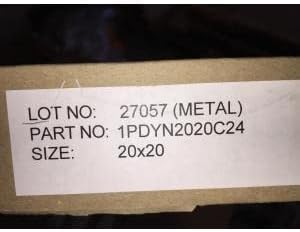 LOT NO: 27057 (METAL)
PART NO: 1PDYN2020C24
SIZE: 20x20